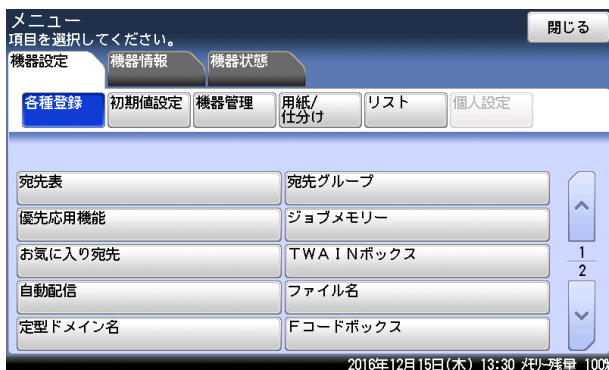 メニュー
閉じる
項目を選択してください。
機器設定 機器情報 機器状態
各種登録 初期値設定 機器管理 用紙/
仕分け リスト 個人設定
宛先表 宛先グループ
優先応用機能 ジョブメモリー
お気に入り宛先 TWAINボックス
1
2
自動配信 ファイル名
定型ドメイン名 Fコードボックス
2016年12月15日(木) 13:30 メモリー残量 100%